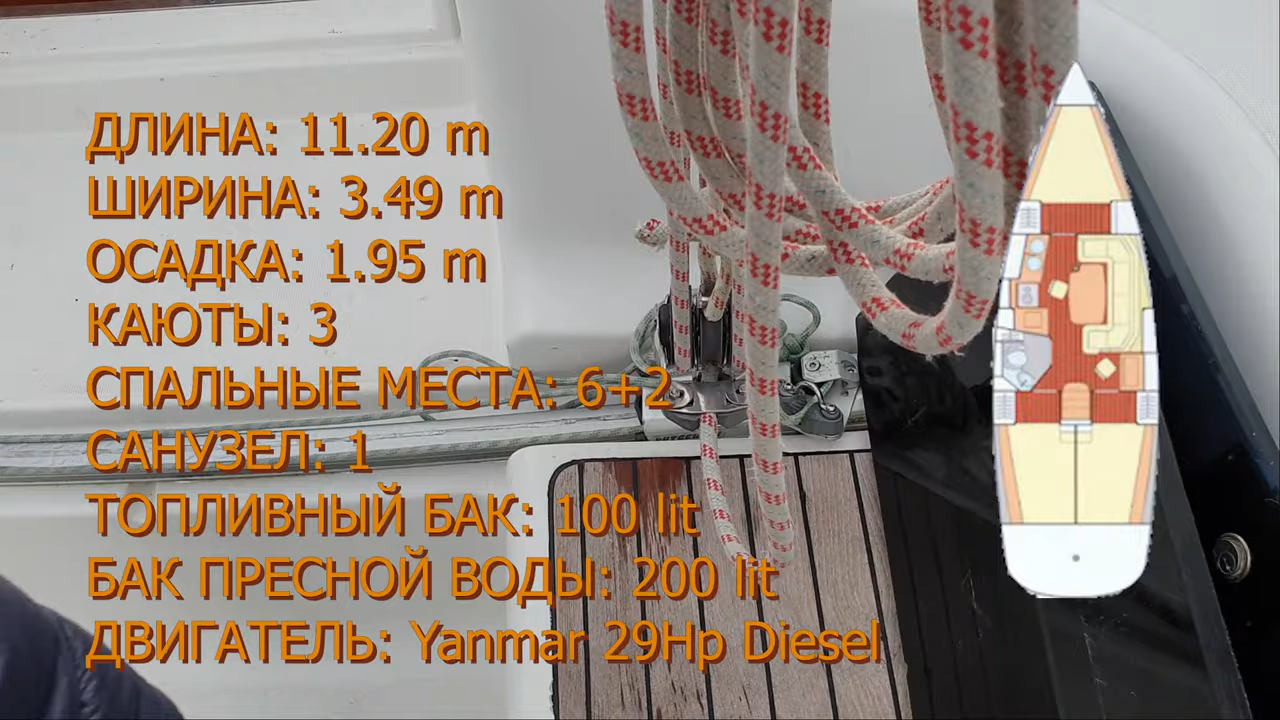 ДЛИНА: 11.20 m
ШИРИНА: 3.49 m
ОСАДКА: 1.95 m
КАЮТЫ: 3
СПАЛЬНЫЕ МЕСТА: 6+2
САНУЗЕЛ: 1
ТОПЛИВНЫЙ БАК: 100 lit
БАК ПРЕСНОЙ ВОДЫ: 200 lit
ДВИГАТЕЛЬ: Yanmar 29Hp Diesel